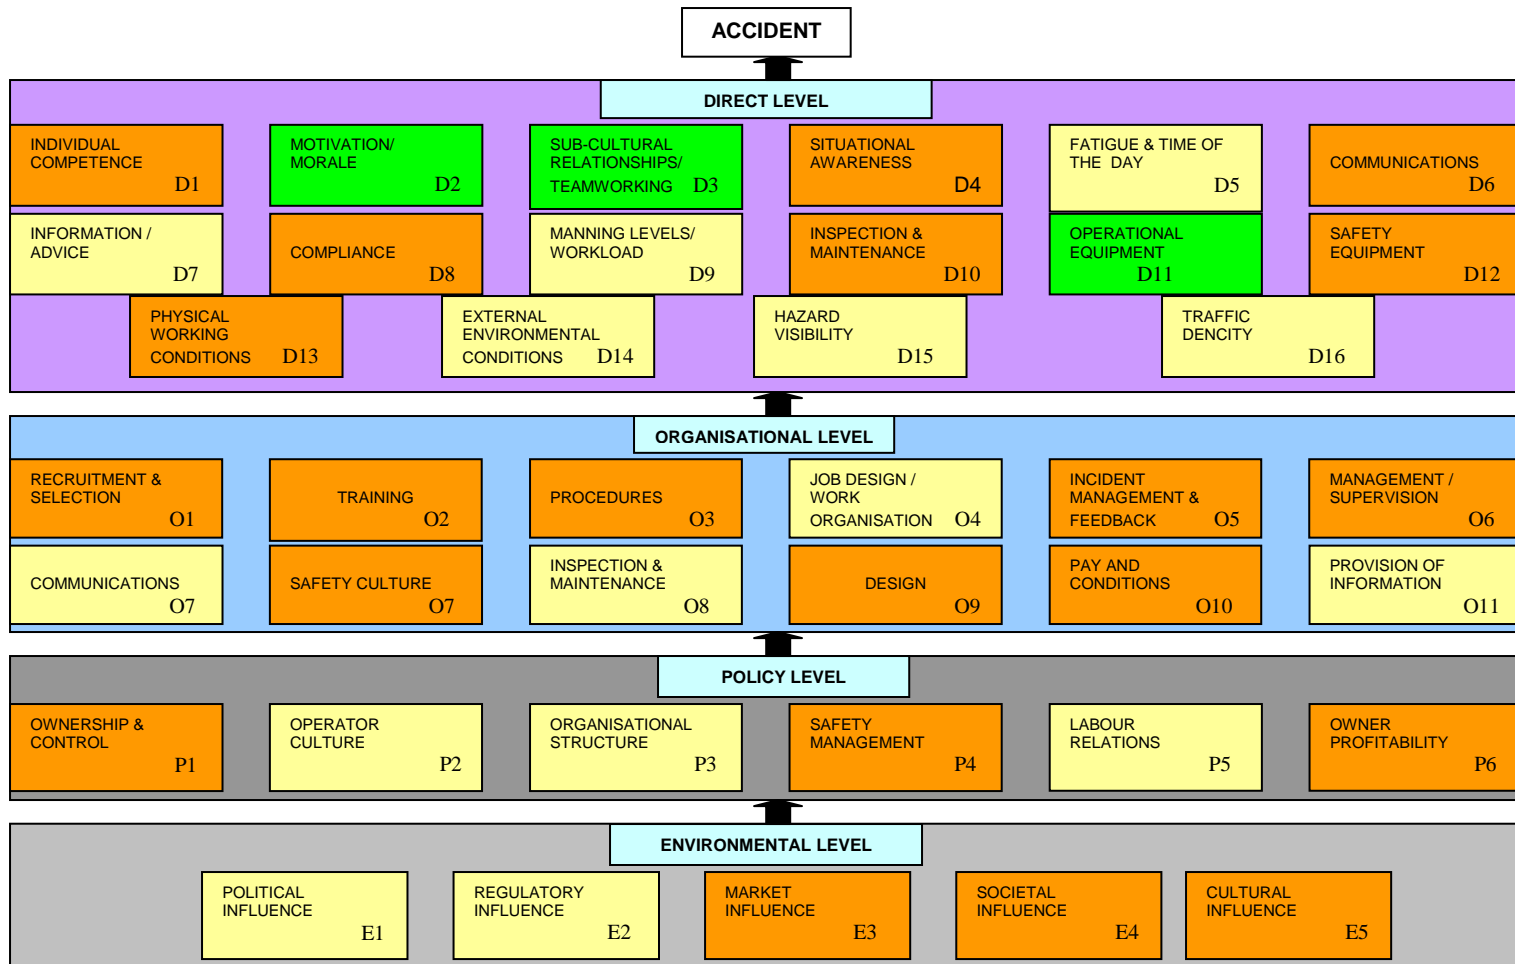 ACCIDENT
DIRECT LEVEL
INDIVIDUAL
COMPETENCE
D1
MOTIVATION/
MORALE
D2
SUB-CULTURAL
RELATIONSHIPS/
TEAMWORKING D3
SITUATIONAL
AWARENESS
D4
FATIGUE & TIME OF
THE DAY
D5
COMMUNICATIONS
D6
INFORMATION /
ADVICE
D7
COMPLIANCE
D8
MANNING LEVELS/
WORKLOAD
D9
INSPECTION &
MAINTENANCE
D10
OPERATIONAL
EQUIPMENT
D11
SAFETY
EQUIPMENT
D12
PHYSICAL
WORKING
CONDITIONS D13
EXTERNAL
ENVIRONMENTAL
CONDITIONS D14
HAZARD
VISIBILITY
D15
TRAFFIC
DENCITY
D16
ORGANISATIONAL LEVEL
RECRUITMENT &
SELECTION
O1
TRAINING
O2
PROCEDURES
O3
JOB DESIGN /
WORK
ORGANISATION O4
INCIDENT
MANAGEMENT &
FEEDBACK O5
MANAGEMENT /
SUPERVISION
O6
COMMUNICATIONS
O7
SAFETY CULTURE
O7
INSPECTION &
MAINTENANCE
O8
DESIGN
O9
PAY AND
CONDITIONS
O10
PROVISION OF
INFORMATION
O11
POLICY LEVEL
OWNERSHIP &
CONTROL
P1
OPERATOR
CULTURE
P2
ORGANISATIONAL
STRUCTURE
P3
SAFETY
MANAGEMENT
P4
LABOUR
RELATIONS
P5
OWNER
PROFITABILITY
P6
ENVIRONMENTAL LEVEL
POLITICAL
INFLUENCE
E1
REGULATORY
INFLUENCE
E2
MARKET
INFLUENCE
E3
SOCIETAL
INFLUENCE
E4
CULTURAL
INFLUENCE
E5